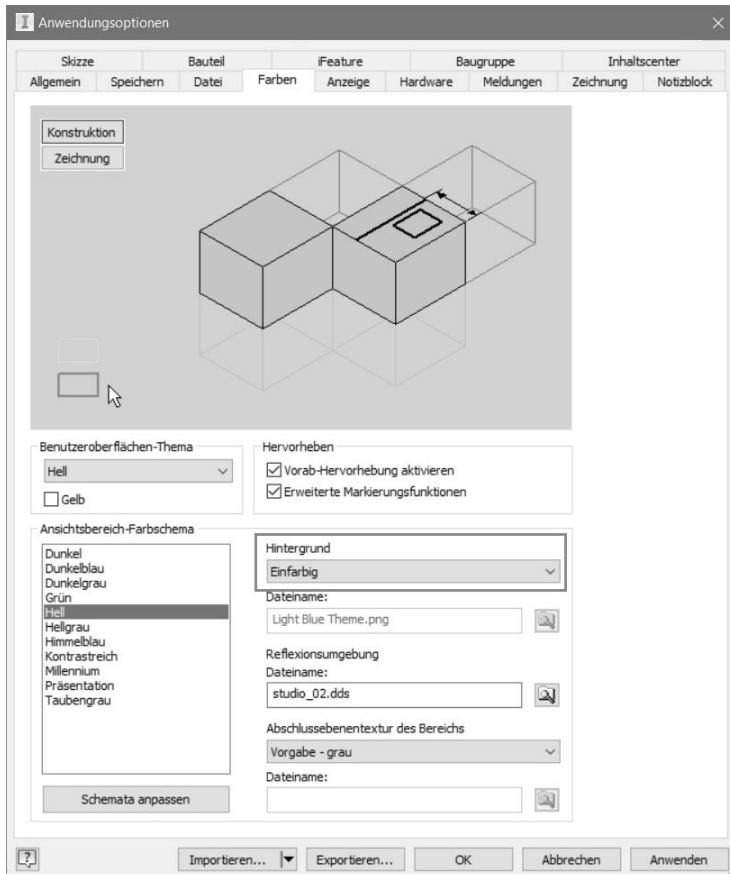 Anwendungsoptionen
Skizze Bauteil iFeature Baugruppe Inhaltscenter
Allgemein Speichern Datei Farben Anzeige Hardware Meldungen Zeichnung Notizblock
Konstruktion
Zeichnung
Benutzeroberflächen-Thema
Hell
Gelb
Hervorheben
Vorab-Hervorhebung aktivieren
Erweiterte Markierungsfunktionen
Ansichtsbereich-Farbschema
Dunkel
Dunkelblau
Dunkelgrau
Grün
Hell
Hellgrau
Himmelblau
Kontrastreich
Millennium
Präsentation
Taubengrau
Schemata anpassen
Hintergrund
Einfarbig
Dateiname:
Light Blue Theme.png
Reflexionsumgebung
Dateiname:
studio_02.dds
Abschlussebenentextur des Bereichs
Vorgabe - grau
Dateiname:
? Importieren... Exportieren... OK Abbrechen Anwenden